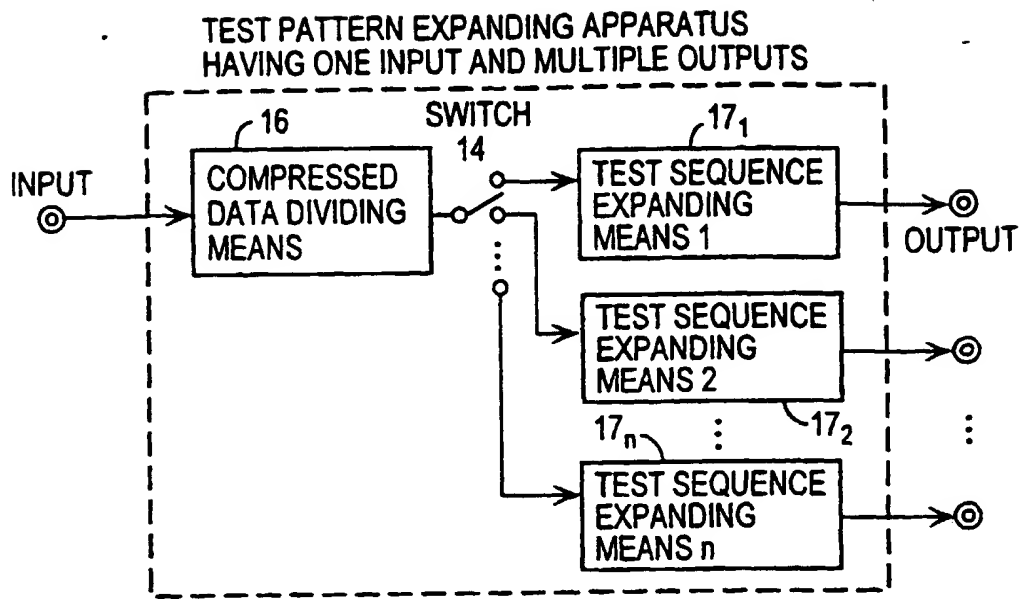 TEST PATTERN EXPANDING APPARATUS
HAVING ONE INPUT AND MULTIPLE OUTPUTS
INPUT
16
COMPRESSED
DATA DIVIDING
MEANS
SWITCH
14
17₁
TEST SEQUENCE
EXPANDING
MEANS 1
OUTPUT
TEST SEQUENCE
EXPANDING
MEANS 2
17₂
17ₙ
TEST SEQUENCE
EXPANDING
MEANS n